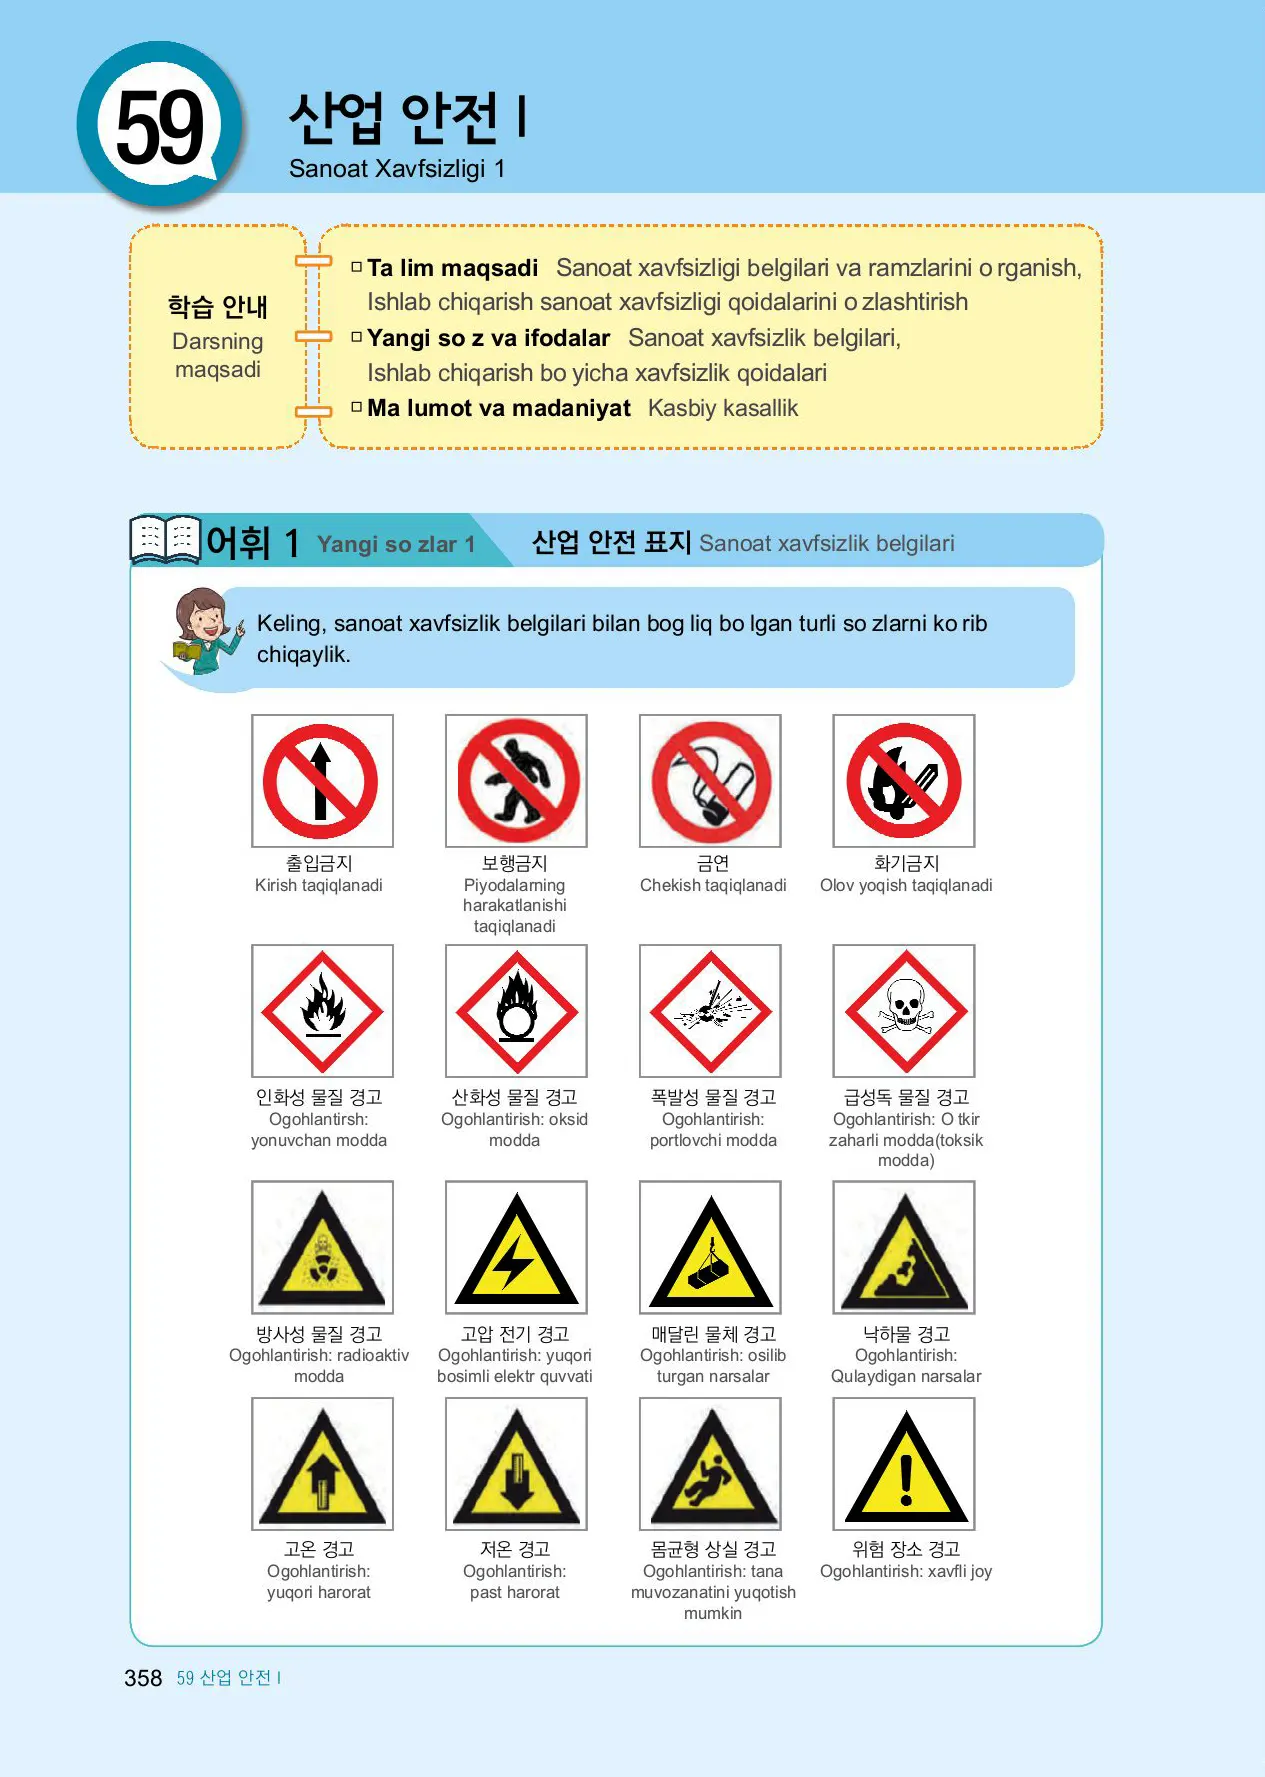 59
산업 안전 I
Sanoat Xavfsizligi 1
학습 안내
Darsning
maqsadi
Ta lim maqsadi Sanoat xavfsizligi belgilari va ramzlarini o rganish,
Ishlab chiqarish sanoat xavfsizligi qoidalarini o zlashtirish
Yangi so z va ifodalar Sanoat xavfsizlik belgilari,
Ishlab chiqarish bo yicha xavfsizlik qoidalari
Ma lumot va madaniyat Kasbiy kasallik
어휘 1 Yangi so zlar 1 산업 안전 표지 Sanoat xavfsizlik belgilari
Keling, sanoat xavfsizlik belgilari bilan bog liq bo lgan turli so zlarni ko rib
chiqaylik.
출입금지
Kirish taqiqlanadi
보행금지
Piyodalarning
harakatlanishi
taqiqlanadi
금연
Chekish taqiqlanadi
화기금지
Olov yoqish taqiqlanadi
인화성 물질 경고
Ogohlantirsh:
yonuvchan modda
산화성 물질 경고
Ogohlantirish: oksid
modda
폭발성 물질 경고
Ogohlantirish:
portlovchi modda
급성독 물질 경고
Ogohlantirish: O tkir
zaharli modda(toksik
modda)
방사성 물질 경고
Ogohlantirish: radioaktiv
modda
고압 전기 경고
Ogohlantirish: yuqori
bosimli elektr quvvati
매달린 물체 경고
Ogohlantirish: osilib
turgan narsalar
낙하물 경고
Ogohlantirish:
Qulaydigan narsalar
고온 경고
Ogohlantirish:
yuqori harorat
저온 경고
Ogohlantirish:
past harorat
몸균형 상실 경고
Ogohlantirish: tana
muvozanatini yuqotish
mumkin
위험 장소 경고
Ogohlantirish: xavfli joy
358 59 산업 안전 I